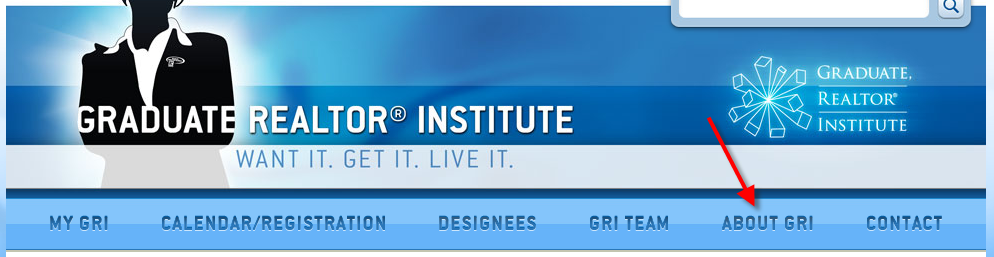 GRADUATE REALTOR® INSTITUTE
WANT IT. GET IT. LIVE IT.
GRADUATE,
REALTOR®
INSTITUTE
MY GRI CALENDAR/REGISTRATION DESIGNEES GRI TEAM ABOUT GRI CONTACT